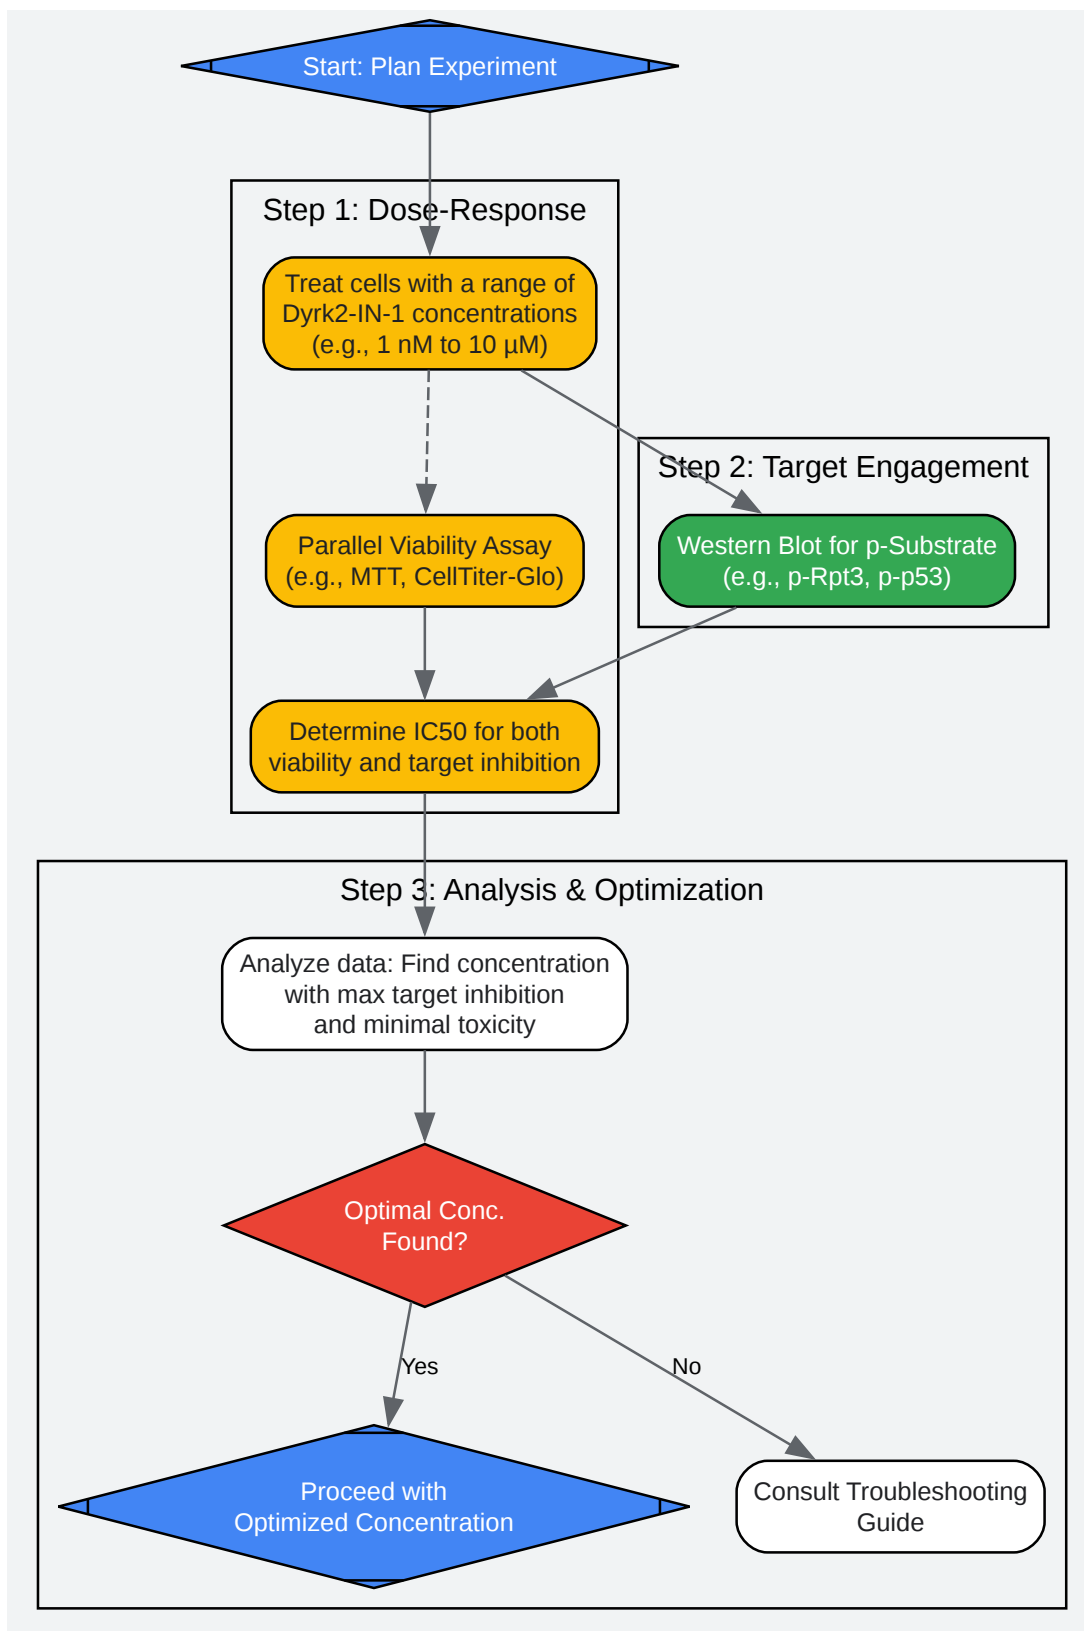 Start: Plan Experiment
Step 1: Dose-Response
Treat cells with a range of
Dyrk2-IN-1 concentrations
(e.g., 1 nM to 10 µM)
Step 2: Target Engagement
Parallel Viability Assay
(e.g., MTT, CellTiter-Glo)
Western Blot for p-Substrate
(e.g., p-Rpt3, p-p53)
Determine IC50 for both
viability and target inhibition
Step 3: Analysis & Optimization
Analyze data: Find concentration
with max target inhibition
and minimal toxicity
Optimal Conc.
Found?
Yes
No
Proceed with
Optimized Concentration
Consult Troubleshooting
Guide